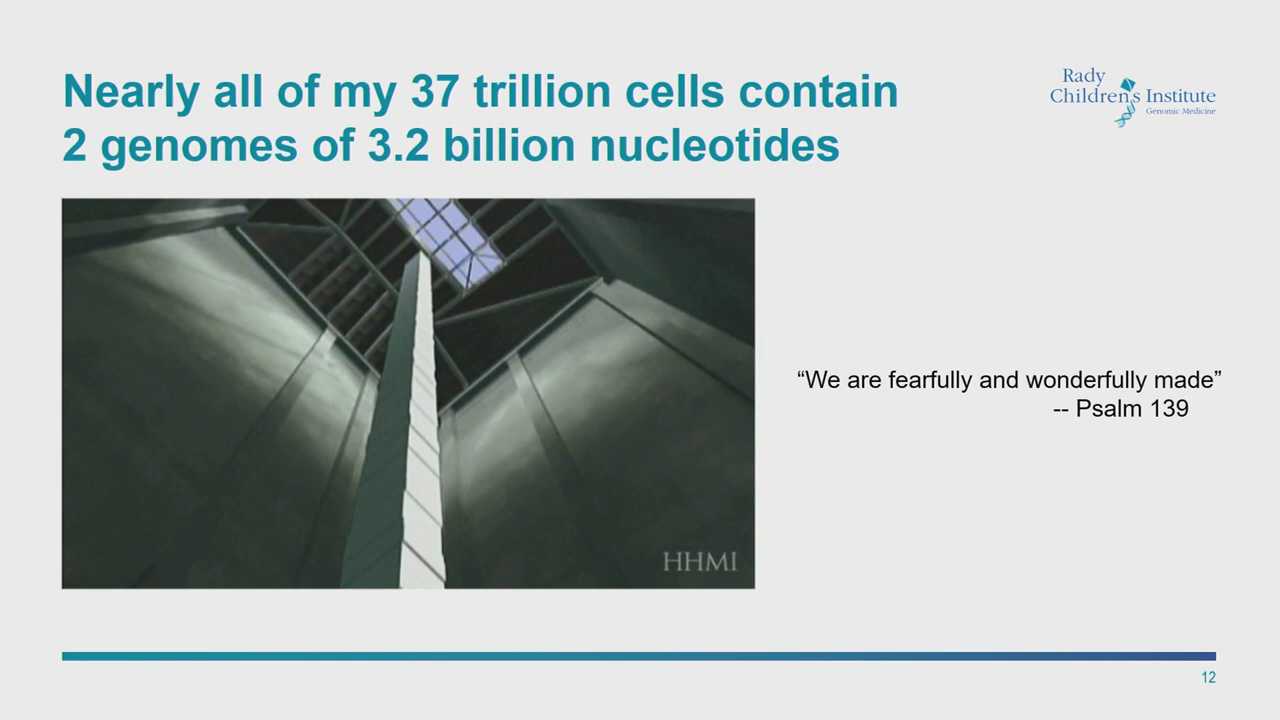 Nearly all of my 37 trillion cells contain
2 genomes of 3.2 billion nucleotides
Rady
Children's Institute
Genomic Medicine
“We are fearfully and wonderfully made”
-- Psalm 139
HHMI
12